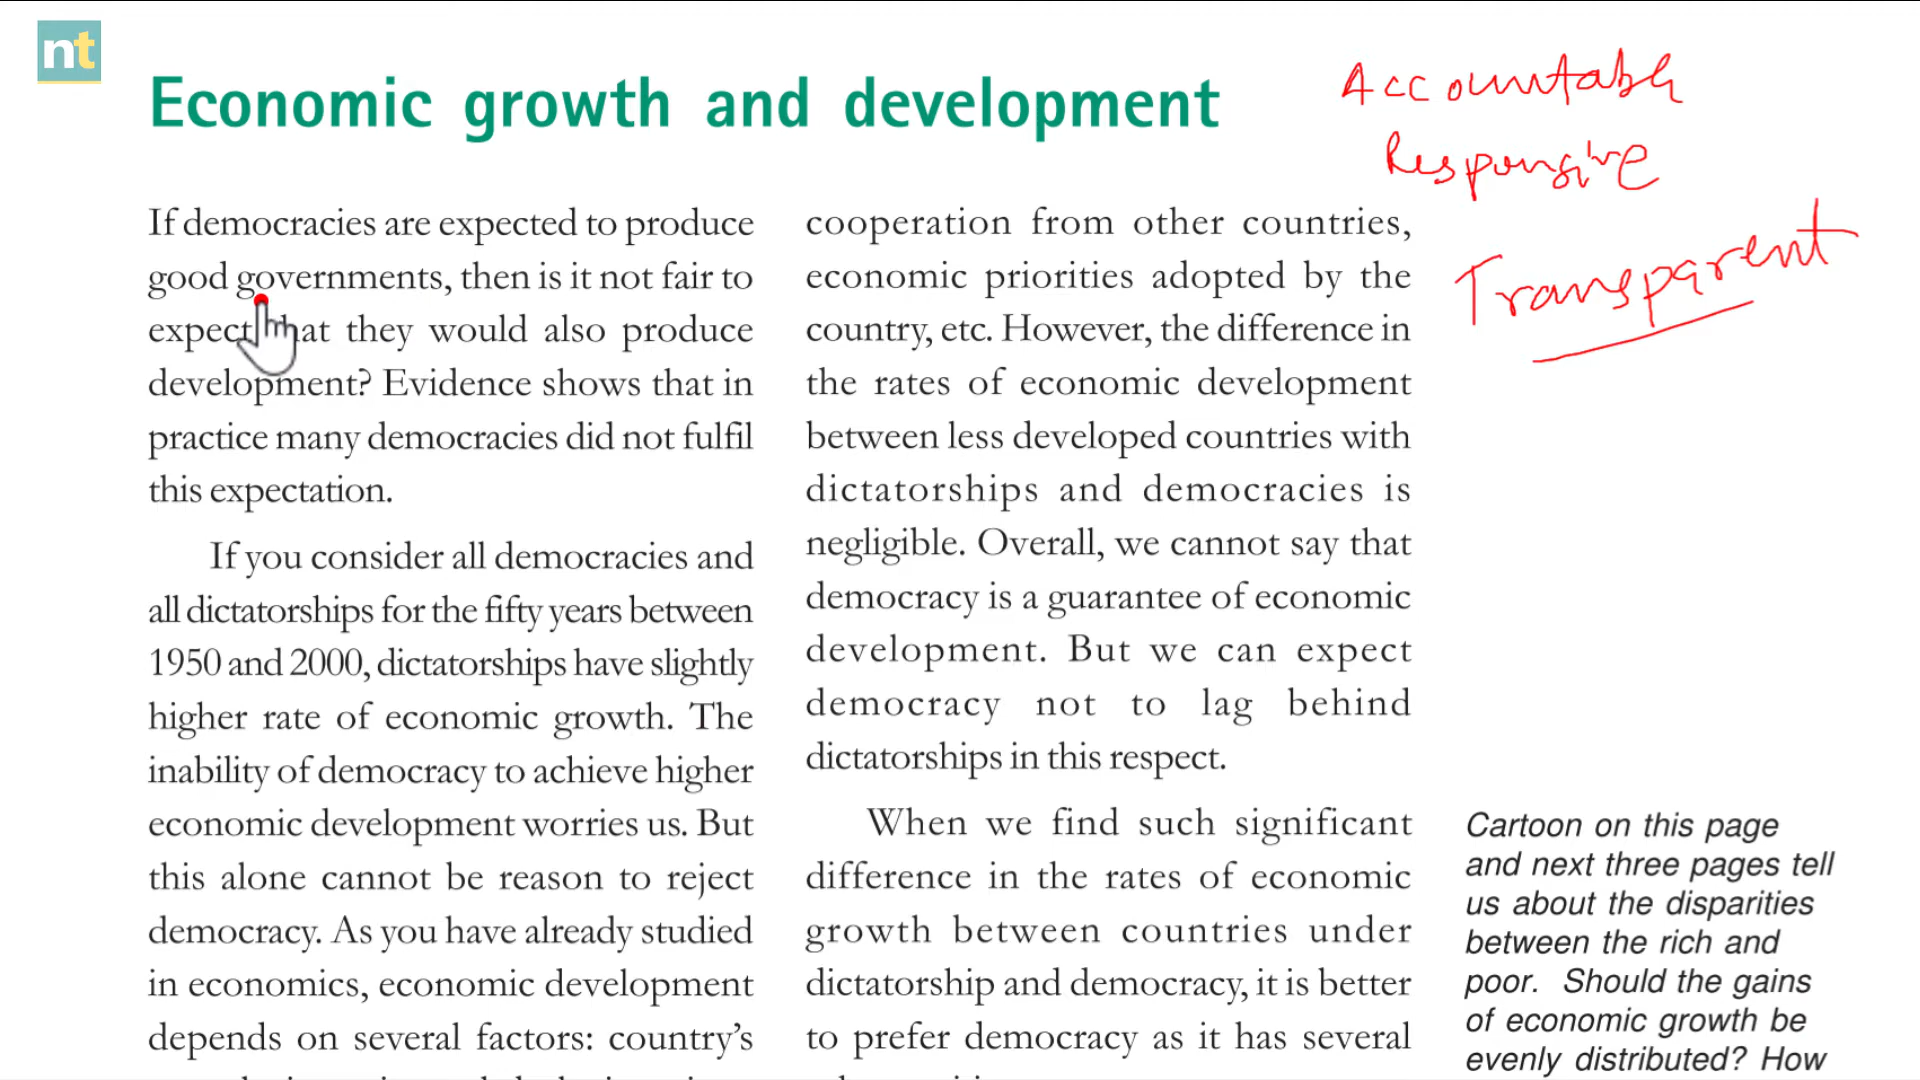 nt
Economic growth and development
Accountable
Responsive
Transparent
If democracies are expected to produce
good governments, then is it not fair to
expect that they would also produce
development? Evidence shows that in
practice many democracies did not fulfil
this expectation.
If you consider all democracies and
all dictatorships for the fifty years between
1950 and 2000, dictatorships have slightly
higher rate of economic growth. The
inability of democracy to achieve higher
economic development worries us. But
this alone cannot be reason to reject
democracy. As you have already studied
in economics, economic development
depends on several factors: country’s
cooperation from other countries,
economic priorities adopted by the
country, etc. However, the difference in
the rates of economic development
between less developed countries with
dictatorships and democracies is
negligible. Overall, we cannot say that
democracy is a guarantee of economic
development. But we can expect
democracy not to lag behind
dictatorships in this respect.
When we find such significant
difference in the rates of economic
growth between countries under
dictatorship and democracy, it is better
to prefer democracy as it has several
Cartoon on this page
and next three pages tell
us about the disparities
between the rich and
poor. Should the gains
of economic growth be
evenly distributed? How